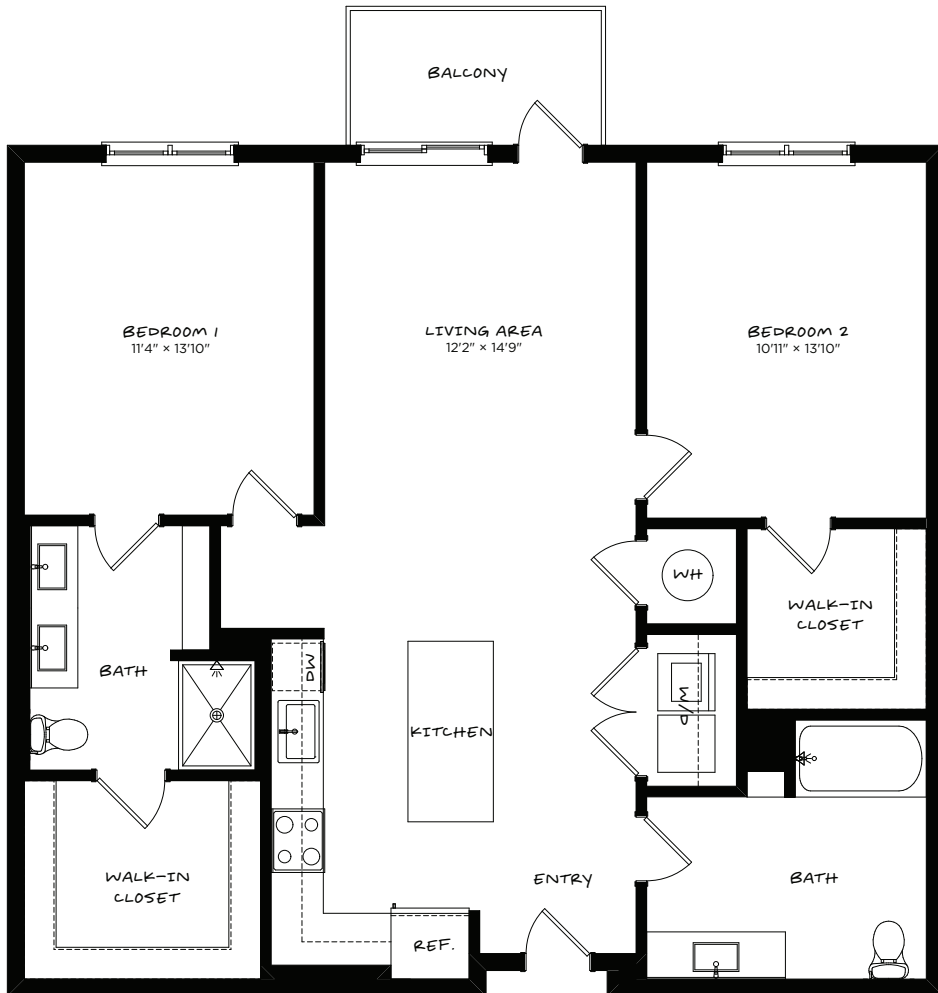 BALCONY
BEDROOM 1
11'4" × 13'10"
LIVING AREA
12'2" × 14'9"
BEDROOM 2
10'11" × 13'10"
WH
WALK-IN
CLOSET
BATH
DW
W/D
KITCHEN
WALK-IN
CLOSET
ENTRY
BATH
REF.